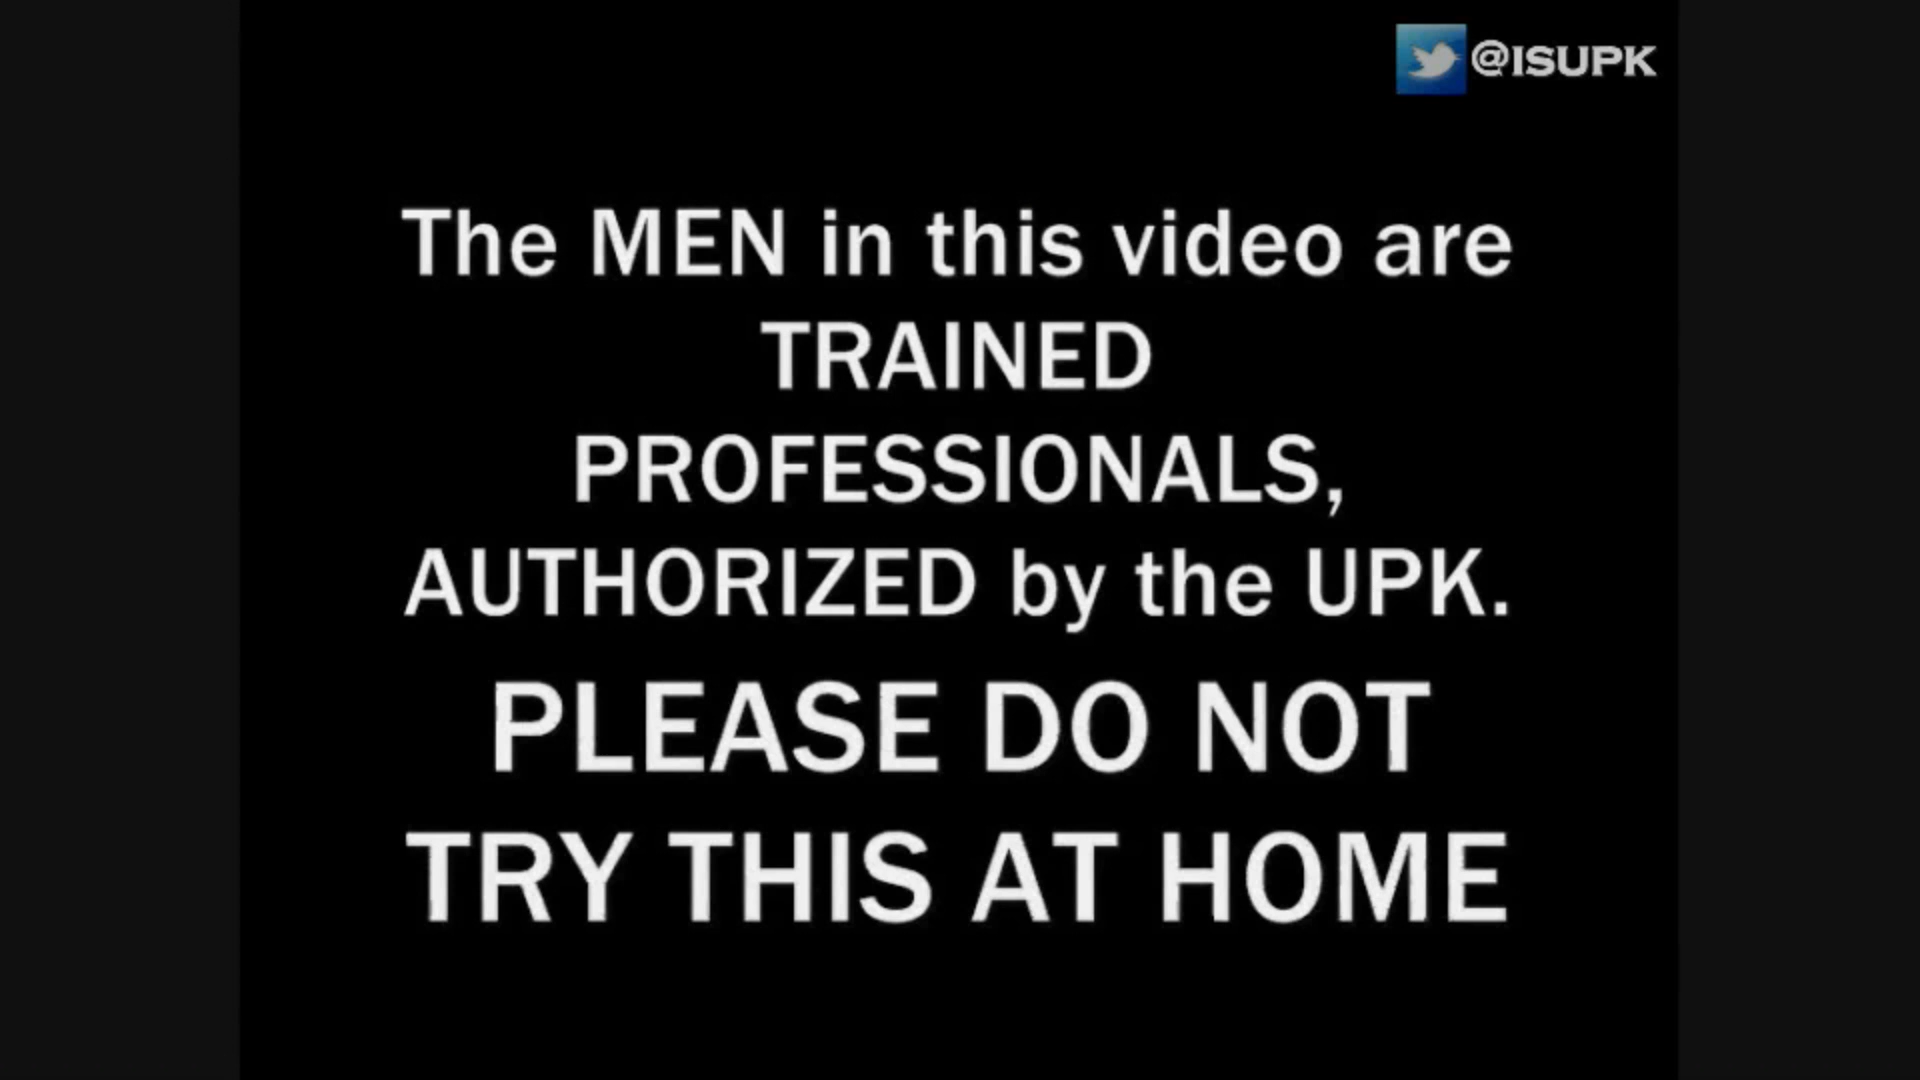 @ISUPK
The MEN in this video are
TRAINED
PROFESSIONALS,
AUTHORIZED by the UPK.
PLEASE DO NOT
TRY THIS AT HOME